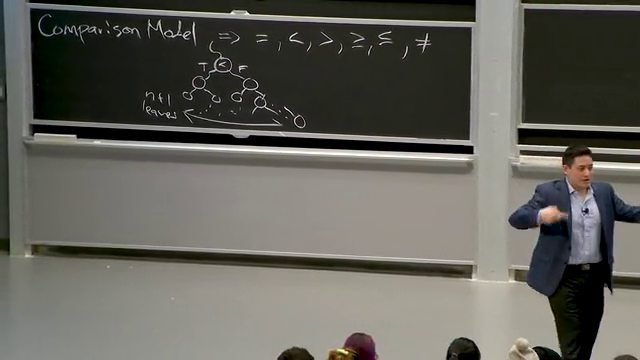 Comparison Model => =, <, >, ≥, ≤, ≠
<
T F
n+1
leaves